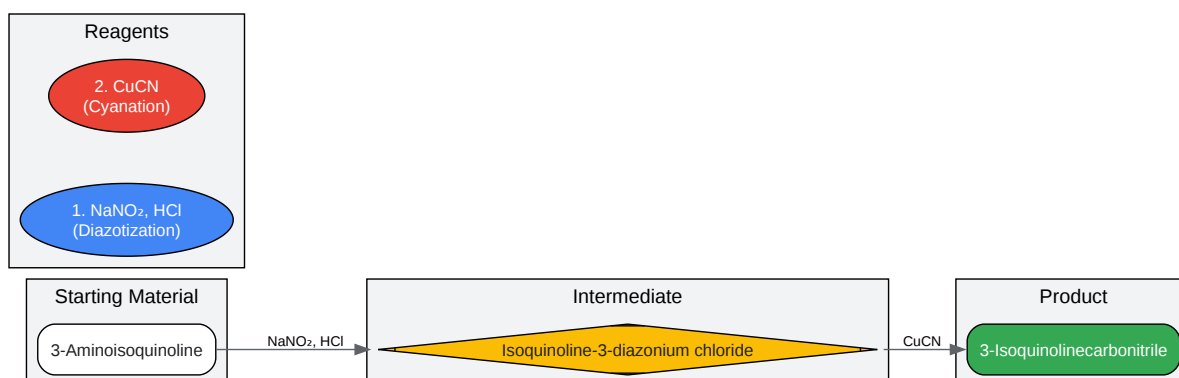 Reagents
2. CuCN
(Cyanation)
1. NaNO₂, HCl
(Diazotization)
Starting Material
3-Aminoisoquinoline
NaNO₂, HCl
Intermediate
Isoquinoline-3-diazonium chloride
CuCN
Product
3-Isoquinolinecarbonitrile